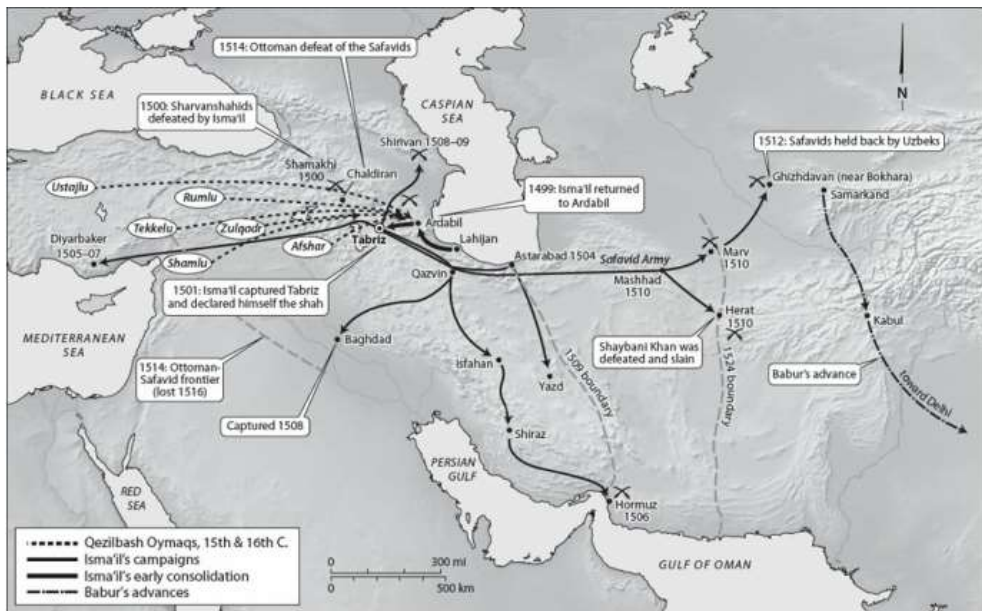 1514: Ottoman defeat of the Safavids
BLACK SEA
CASPIAN
SEA
N
1500: Sharvanshahids
defeated by Isma'il
Shirivan 1508–09
1512: Safavids held back by Uzbeks
Shamakhi
1500
Chaldiran
Ghizhdavan (near Bokhara)
Samarkand
Ustajlu
Rumlu
1499: Isma'il returned
to Ardabil
Tekkelu
Zulqadr
Ardabil
Afshar
Tabriz
Lahijan
Diyarbaker
1505–07
Shamlu
Astarabad 1504
Safavid Army
Marv
1510
Qazvin
Mashhad
1510
1501: Isma'il captured Tabriz
and declared himself the shah
Herat
1510
Kabul
MEDITERRANEAN
SEA
Baghdad
Shaybani Khan was
defeated and slain
Isfahan
1509 boundary
1524 boundary
Babur's advance
toward Delhi
1514: Ottoman-
Safavid frontier
(lost 1516)
Yazd
Captured 1508
Shiraz
PERSIAN
GULF
RED
SEA
Hormuz
1506
Qezilbash Oymaqs, 15th & 16th C.
Isma'il's campaigns
Isma'il's early consolidation
Babur's advances
0 300 mi
0 500 km
GULF OF OMAN